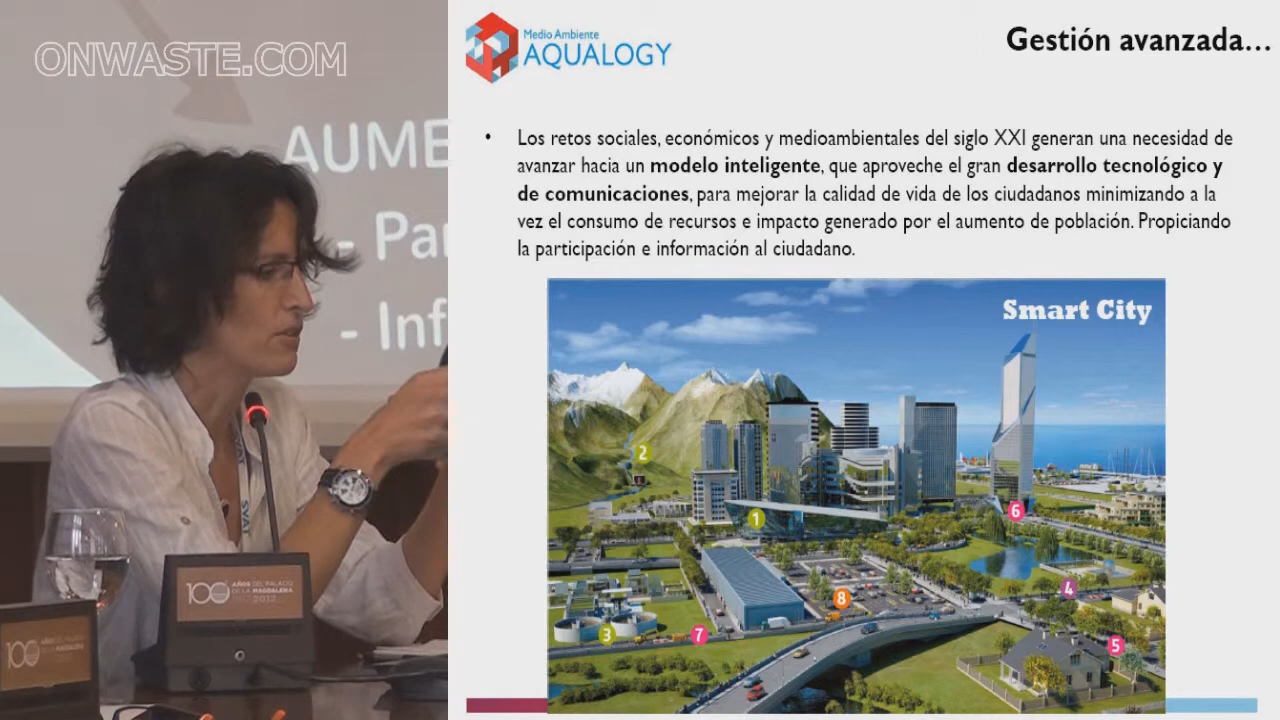 ONWASTE.COM
AUME
- Par
- Inf
100 AÑOS DEL PALACIO
DE LA MAGDALENA
2012
100
Medio Ambiente
AQUALOGY
Gestión avanzada...
• Los retos sociales, económicos y medioambientales del siglo XXI generan una necesidad de
avanzar hacia un modelo inteligente, que aproveche el gran desarrollo tecnológico y
de comunicaciones, para mejorar la calidad de vida de los ciudadanos minimizando a la
vez el consumo de recursos e impacto generado por el aumento de población. Propiciando
la participación e información al ciudadano.
Smart City
2
1
6
4
8
3
7
5